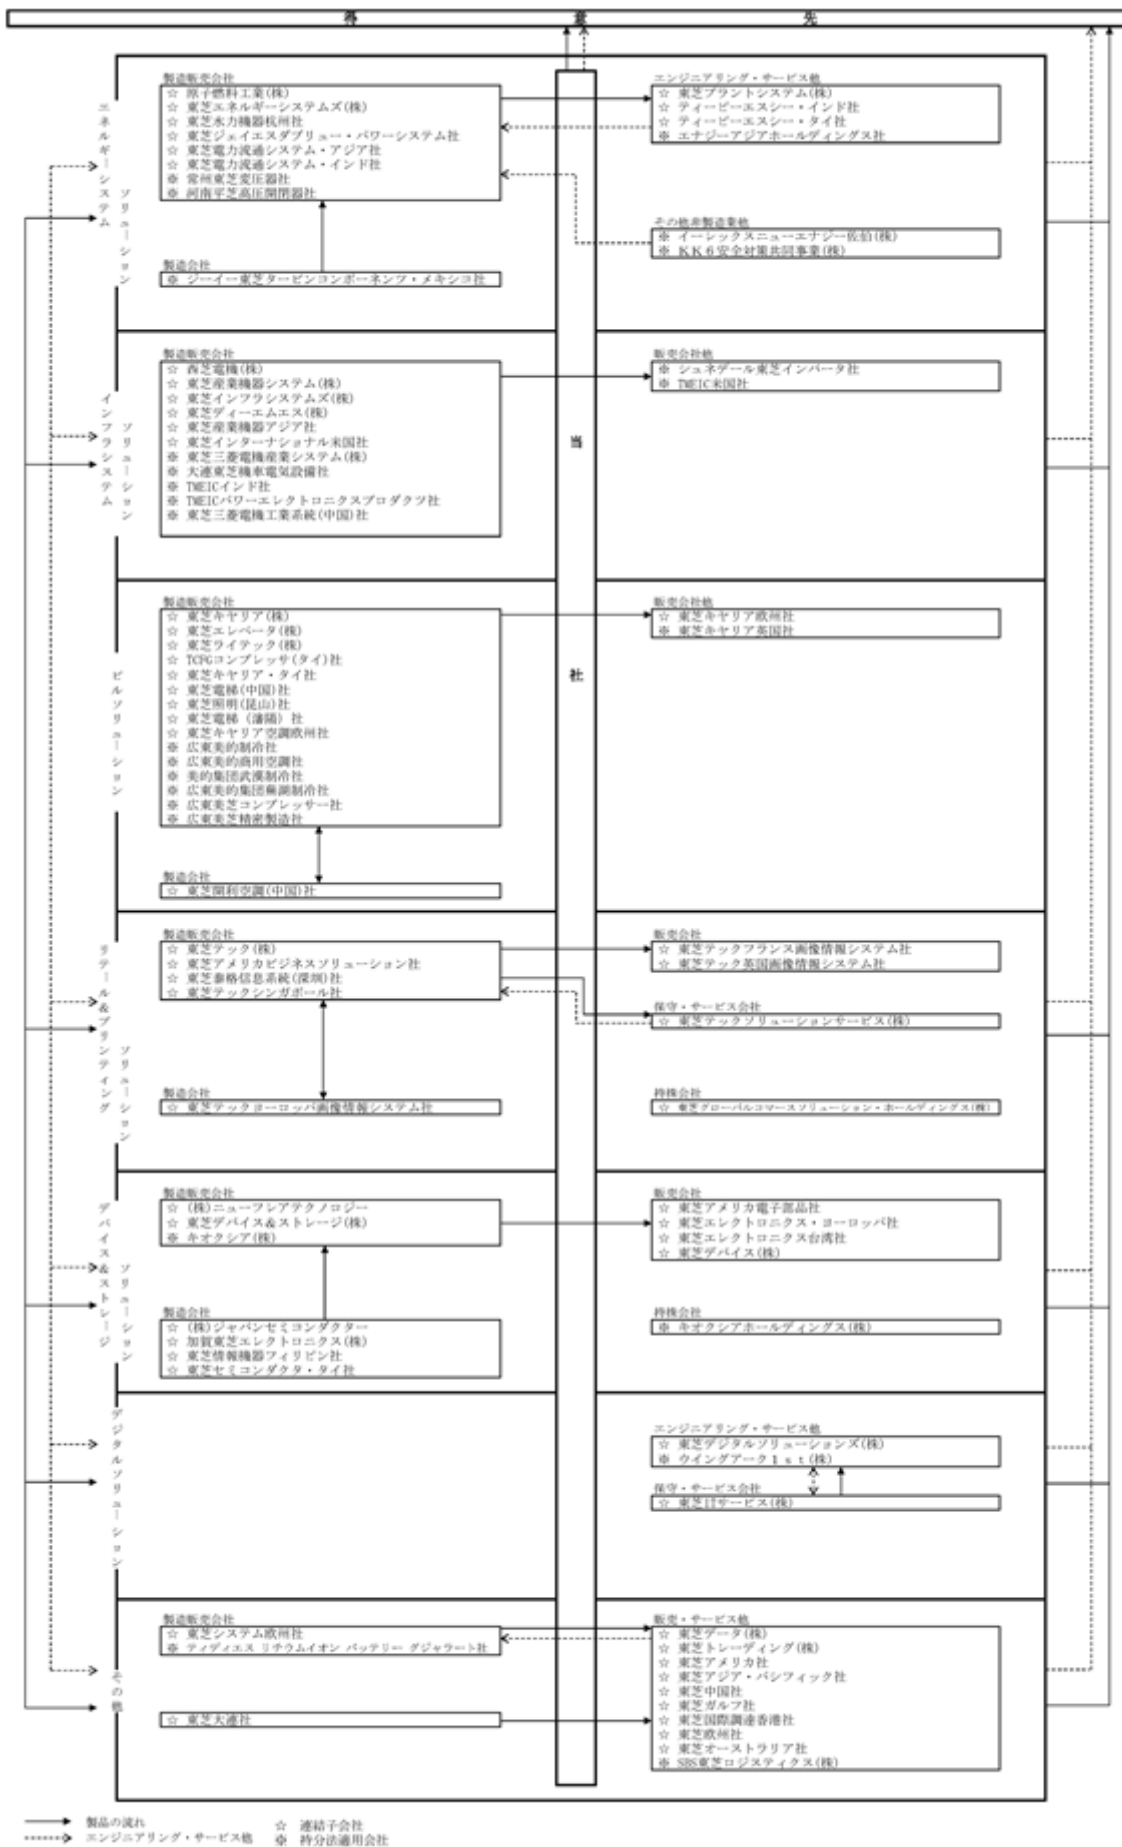 得意先
当社
エネルギーシステム
ソリューション
製造販売会社
☆ 原子燃料工業(株)
☆ 東芝エネルギーシステムズ(株)
☆ 東芝水力機器杭州社
☆ 東芝ジェイエスダブリュー・パワーシステム社
☆ 東芝電力流通システム・アジア社
☆ 東芝電力流通システム・インド社
※ 常州東芝変圧器社
※ 河南平芝高圧開閉器社
製造会社
※ ジーイー東芝タービンコンポーネンツ・メキシコ社
エンジニアリング・サービス他
☆ 東芝プラントシステム(株)
☆ ティーピーエスシー・インド社
☆ ティーピーエスシー・タイ社
※ エナジーアジアホールディングス社
その他非製造業他
※ イーレックスニューエナジー佐伯(株)
※ KK6安全対策共同事業(株)
インフラシステム
ソリューション
製造販売会社
☆ 西芝電機(株)
☆ 東芝産業機器システム(株)
☆ 東芝インフラシステムズ(株)
☆ 東芝ディーエムエス(株)
☆ 東芝産業機器アジア社
☆ 東芝インターナショナル米国社
※ 東芝三菱電機産業システム(株)
※ 大連東芝機車電気設備社
※ TMEICインド社
※ TMEICパワーエレクトロニクスプロダクツ社
※ 東芝三菱電機工業系統(中国)社
販売会社他
※ シュネデール東芝インバータ社
※ TMEIC米国社
ビルソリューション
製造販売会社
☆ 東芝キヤリア(株)
☆ 東芝エレベータ(株)
☆ 東芝ライテック(株)
☆ TCFGコンプレッサ(タイ)社
☆ 東芝キヤリア・タイ社
☆ 東芝電梯(中国)社
☆ 東芝照明(昆山)社
☆ 東芝電梯（瀋陽）社
☆ 東芝キヤリア空調欧州社
※ 広東美的制冷社
※ 広東美的商用空調社
※ 美的集団武漢制冷社
※ 広東美的集団蕪湖制冷社
※ 広東美芝コンプレッサー社
※ 広東美芝精密製造社
製造会社
☆ 東芝開利空調(中国)社
販売会社他
☆ 東芝キヤリア欧州社
※ 東芝キヤリア英国社
リテール&プリンティング
ソリューション
製造販売会社
☆ 東芝テック(株)
☆ 東芝アメリカビジネスソリューション社
☆ 東芝泰格信息系統(深圳)社
☆ 東芝テックシンガポール社
製造会社
☆ 東芝テックヨーロッパ画像情報システム社
販売会社
☆ 東芝テックフランス画像情報システム社
☆ 東芝テック英国画像情報システム社
保守・サービス会社
☆ 東芝テックソリューションサービス(株)
持株会社
☆ 東芝グローバルコマースソリューション・ホールディングス(株)
デバイス&ストレージ
ソリューション
製造販売会社
☆ (株)ニューフレアテクノロジー
☆ 東芝デバイス&ストレージ(株)
※ キオクシア(株)
製造会社
☆ (株)ジャパンセミコンダクター
☆ 加賀東芝エレクトロニクス(株)
☆ 東芝情報機器フィリピン社
☆ 東芝セミコンダクタ・タイ社
販売会社
☆ 東芝アメリカ電子部品社
☆ 東芝エレクトロニクス・ヨーロッパ社
☆ 東芝エレクトロニクス台湾社
☆ 東芝デバイス(株)
持株会社
※ キオクシアホールディングス(株)
デジタルソリューション
エンジニアリング・サービス他
☆ 東芝デジタルソリューションズ(株)
※ ウイングアーク1st(株)
保守・サービス会社
☆ 東芝ITサービス(株)
その他
製造販売会社
☆ 東芝システム欧州社
※ ティディエス リチウムイオン バッテリー グジャラート社
☆ 東芝大連社
販売・サービス他
☆ 東芝データ(株)
☆ 東芝トレーディング(株)
☆ 東芝アメリカ社
☆ 東芝アジア・パシフィック社
☆ 東芝中国社
☆ 東芝ガルフ社
☆ 東芝国際調達香港社
☆ 東芝欧州社
☆ 東芝オーストラリア社
※ SBS東芝ロジスティクス(株)
製品の流れ ☆ 連結子会社
エンジニアリング・サービス他 ※ 持分法適用会社